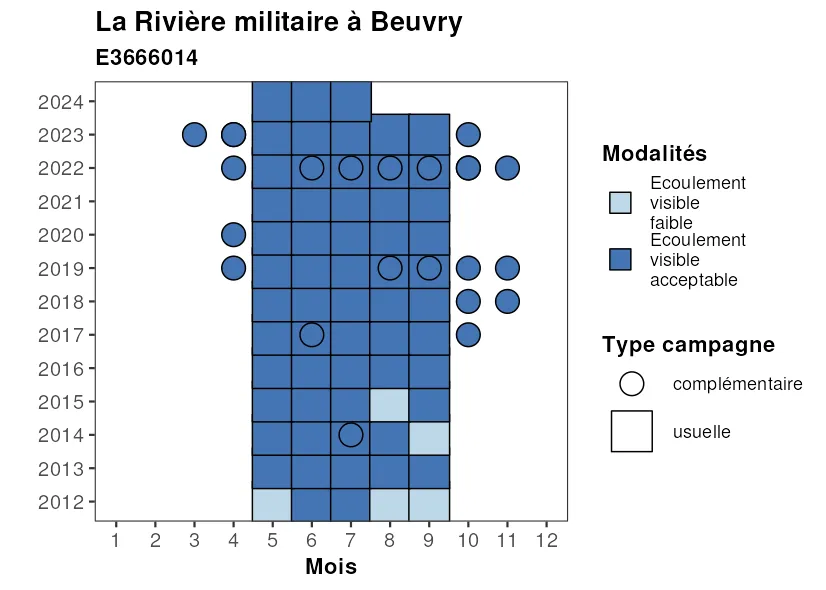 La Rivière militaire à Beuvry
E3666014
2024
2023
2022
2021
2020
2019
2018
2017
2016
2015
2014
2013
2012
1 2 3 4 5 6 7 8 9 10 11 12
Mois
Modalités
Ecoulement
visible
faible
Ecoulement
visible
acceptable
Type campagne
complémentaire
usuelle